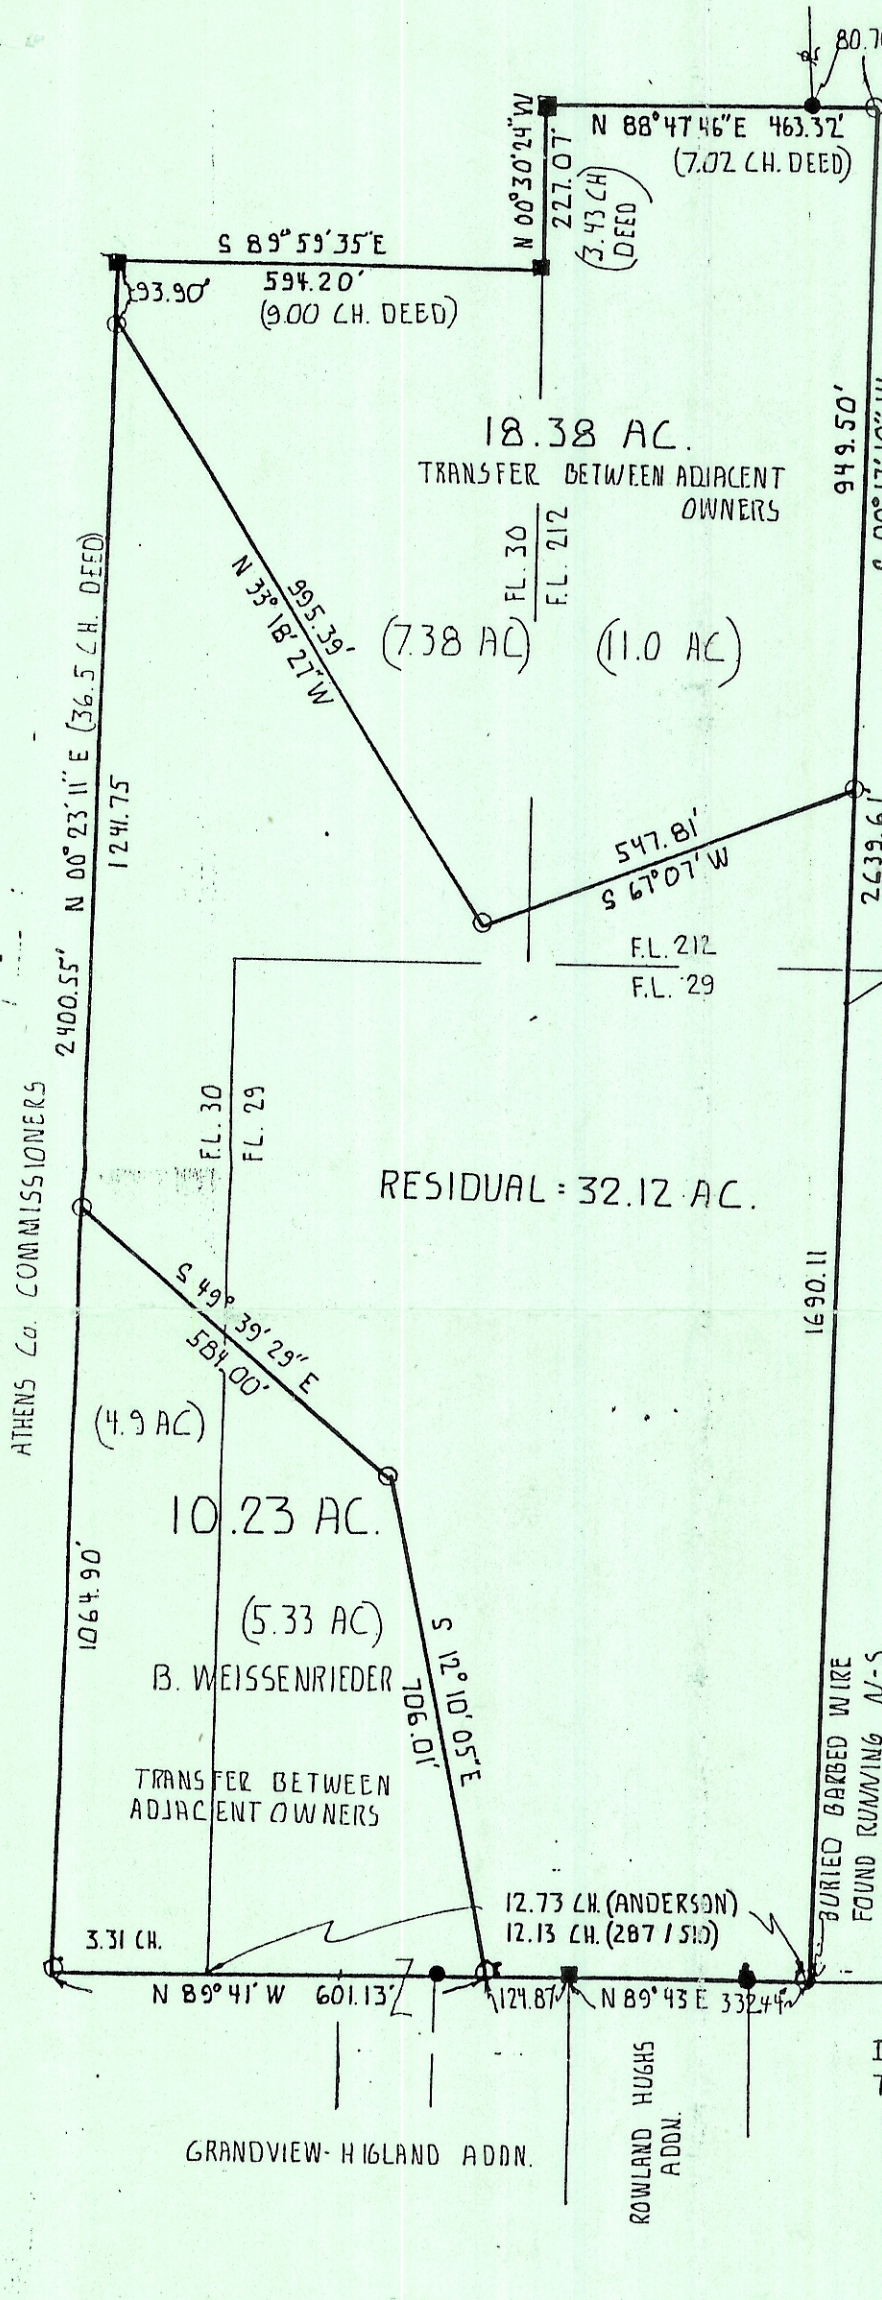 80.7
N 88°47'46"E 463.32'
(7.02 CH. DEED)
N 00°30'24"W
227.07'
(3.43 CH
DEED)
S 89°59'35"E
594.20'
(9.00 CH. DEED)
93.90'
18.38 AC.
TRANSFER BETWEEN ADJACENT
OWNERS
949.50'
FL. 30
F.L. 212
(7.38 AC)
(11.0 AC)
995.39'
N 33°18'27"W
N 00°23'11"E (36.5 CH. DEED)
2400.55'
1241.75
547.81'
S 67°07'W
2639.61'
F.L. 212
F.L. 29
F.L. 30
FL. 29
ATHENS Co. COMMISSIONERS
RESIDUAL = 32.12 AC.
S 49° 39' 29" E
584.00'
1690.11
(4.9 AC)
10.23 AC.
1064.90'
(5.33 AC)
B. WEISSENRIEDER
S 12°10'05"E
706.01'
TRANSFER BETWEEN
ADJACENT OWNERS
BURIED BARBED WIRE
FOUND RUNNING N-S
12.73 CH. (ANDERSON)
12.13 CH. (287 / 510)
3.31 CH.
N 89°41' W 601.13'
124.87'
N 89°43 E 332.44'
GRANDVIEW-HIGLAND ADDN.
ROWLAND HUGHS
ADDN.